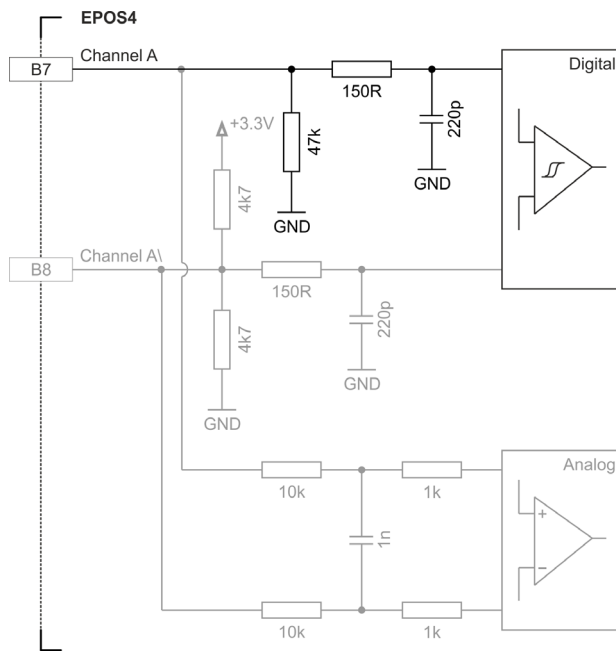 EPOS4
B7
Channel A
150R
220p
Digital
+3.3V
47k
GND
GND
4k7
B8
Channel A\
150R
4k7
220p
GND
GND
Analog
10k
1k
+
1n
−
10k
1k